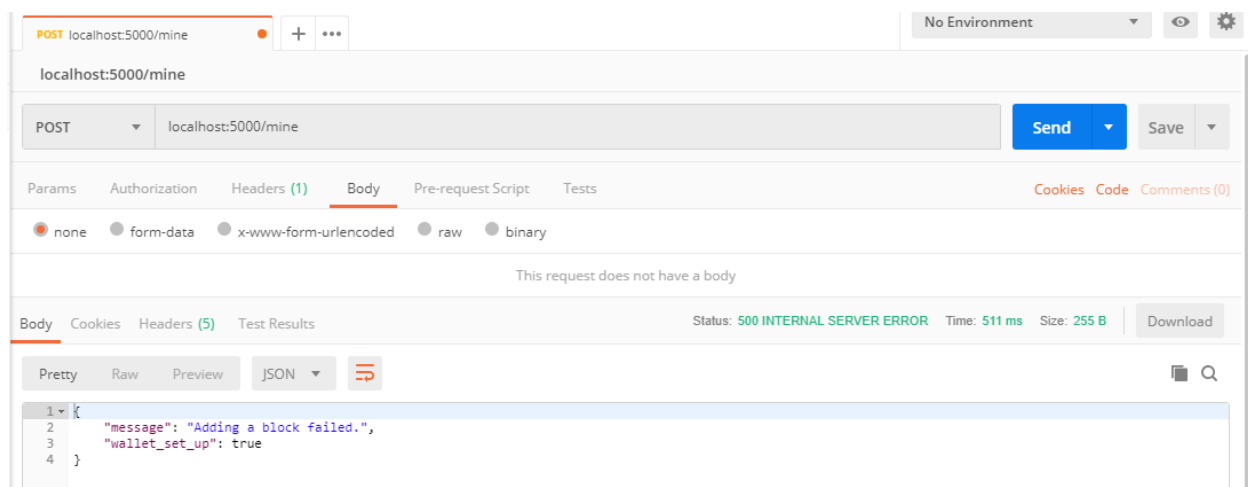 POST localhost:5000/mine + ••• No Environment
localhost:5000/mine
POST localhost:5000/mine Send Save
Params Authorization Headers (1) Body Pre-request Script Tests Cookies Code Comments (0)
none form-data x-www-form-urlencoded raw binary
This request does not have a body
Body Cookies Headers (5) Test Results Status: 500 INTERNAL SERVER ERROR Time: 511 ms Size: 255 B Download
Pretty Raw Preview JSON
1 {
2 "message": "Adding a block failed.",
3 "wallet_set_up": true
4 }